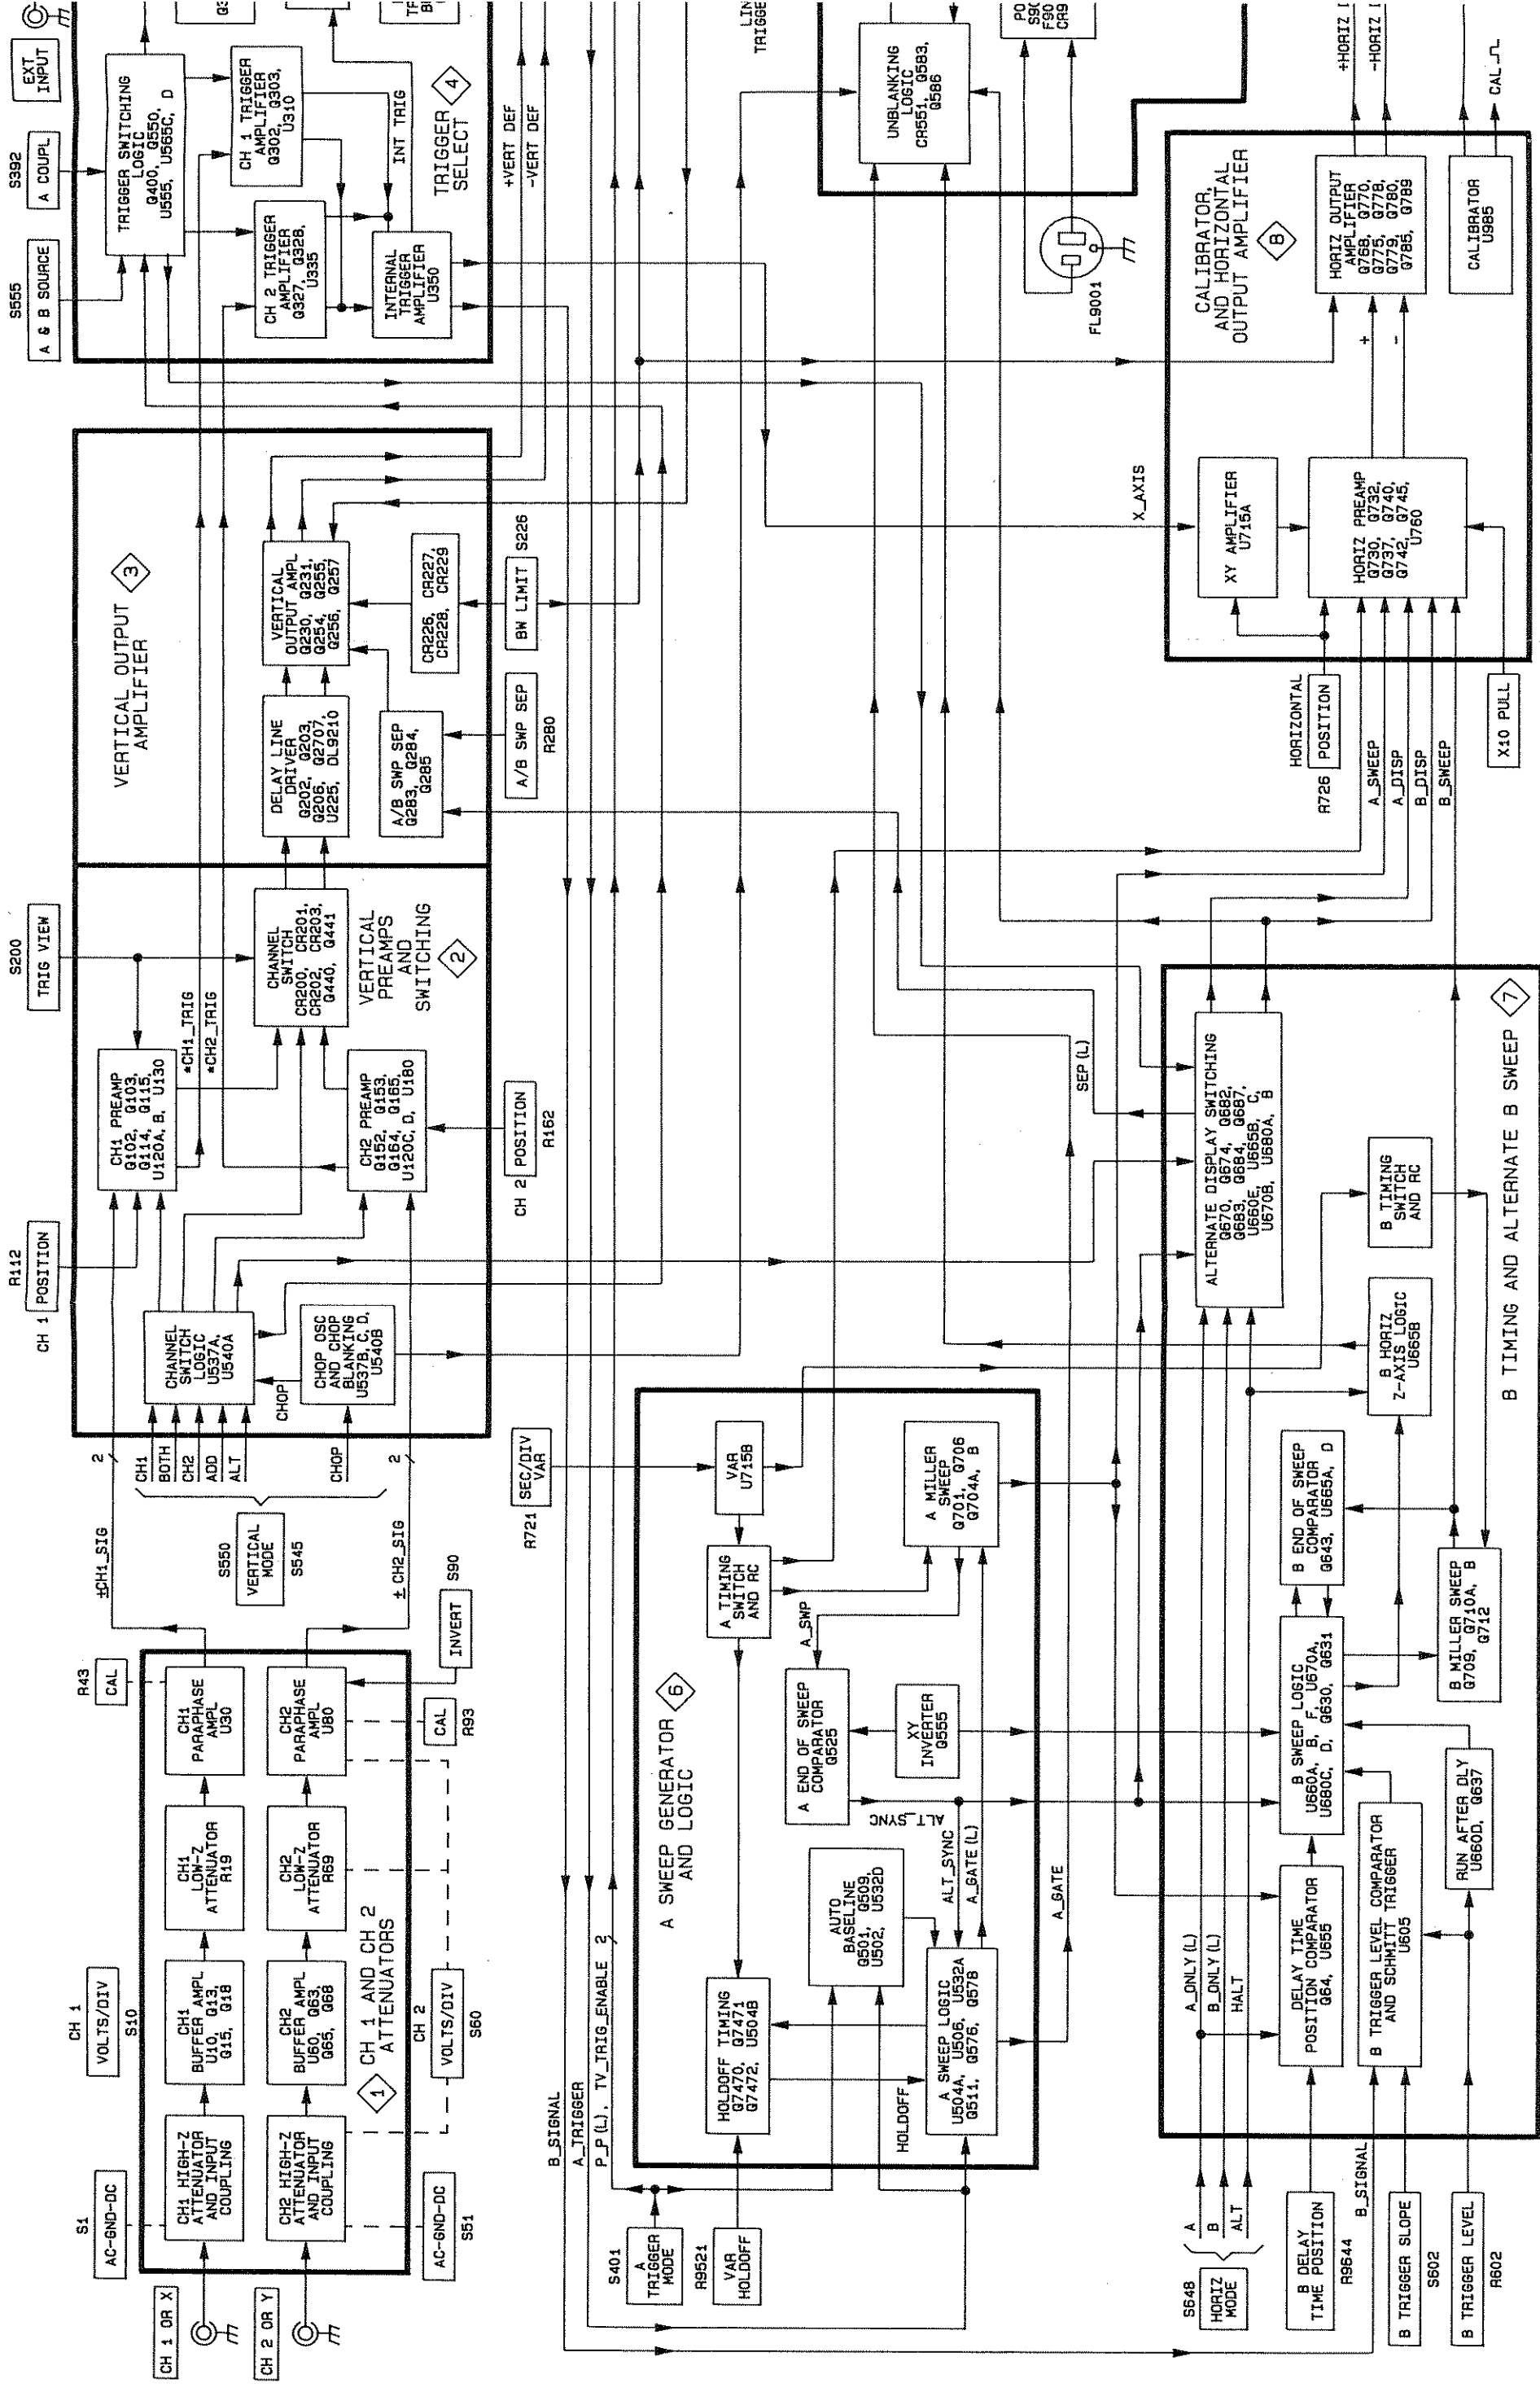 CH 1 OR X
CH 2 OR Y
S1
AC-GND-DC
AC-GND-DC
S51
CH1 HIGH-Z
ATTENUATOR
AND INPUT
COUPLING
CH2 HIGH-Z
ATTENUATOR
AND INPUT
COUPLING
CH 1
VOLTS/DIV
S10
CH1
BUFFER AMPL
U10, Q13,
Q15, Q18
CH2
BUFFER AMPL
U60, Q63,
Q65, Q68
1
CH 1 AND CH 2
ATTENUATORS
CH 2
VOLTS/DIV
S60
CH1
LOW-Z
ATTENUATOR
R19
CH2
LOW-Z
ATTENUATOR
R69
R43
CAL
CH1
PARAPHASE
AMPL
U30
CH2
PARAPHASE
AMPL
U80
CAL
R93
INVERT
S90
±CH1_SIG
± CH2_SIG
S550
VERTICAL
MODE
S545
2
CH1
BOTH
CH2
ADD
ALT
CHOP
2
R112
CH 1 POSITION
CHANNEL
SWITCH
LOGIC
U537A,
U540A
CHOP
CHOP OSC
AND CHOP
BLANKING
U537B, C, D,
U540B
CH1 PREAMP
Q102, Q103,
Q114, Q115,
U120A, B, U130
*CH1_TRIG
*CH2_TRIG
CH2 PREAMP
Q152, Q153,
Q164, Q165,
U120C, D, U180
CH 2 POSITION
R162
S200
TRIG VIEW
CHANNEL
SWITCH
CR200, CR201,
CR202, CR203,
Q440, Q441
VERTICAL
PREAMPS
AND
SWITCHING
2
VERTICAL OUTPUT
AMPLIFIER
3
DELAY LINE
DRIVER
Q202, Q203,
Q206, Q2707,
U225, DL9210
A/B SWP SEP
Q283, Q284,
Q285
A/B SWP SEP
R280
VERTICAL
OUTPUT AMPL
Q230, Q231,
Q254, Q255,
Q256, Q257
CR226, CR227,
CR228, CR229
BW LIMIT
S226
S555
A & B SOURCE
S392
A COUPL
EXT
INPUT
TRIGGER SWITCHING
LOGIC
Q400, Q550,
U555, U565C, D
CH 2 TRIGGER
AMPLIFIER
Q327, Q328,
U335
CH 1 TRIGGER
AMPLIFIER
Q302, Q303,
U310
INTERNAL
TRIGGER
AMPLIFIER
U350
INT TRIG
TRIGGER
SELECT
4
+VERT DEF
-VERT DEF
B_SIGNAL
A_TRIGGER
P_P (L), TV_TRIG_ENABLE 2
S401
A
TRIGGER
MODE
R9521
VAR
HOLDOFF
R721
SEC/DIV
VAR
A SWEEP GENERATOR
AND LOGIC
6
HOLDOFF TIMING
Q7470, Q7471
Q7472, U504B
HOLDOFF
A SWEEP LOGIC
U504A, U506, U532A
Q511, Q576, Q578
AUTO
BASELINE
Q501, Q509,
U502, U532D
ALT_SYNC
ALT_SYNC
A_GATE (L)
A_GATE
A END OF SWEEP
COMPARATOR
Q525
XY
INVERTER
Q555
A_SWP
A TIMING
SWITCH
AND RC
VAR
U715B
A MILLER
SWEEP
Q701, Q706
Q704A, B
UNBLANKING
LOGIC
CR551, Q583,
Q586
FL9001
S648
HORIZ
MODE
A
B
ALT
A_ONLY (L)
B_ONLY (L)
HALT
B DELAY
TIME POSITION
R9644
B_SIGNAL
B TRIGGER SLOPE
S602
B TRIGGER LEVEL
R602
DELAY TIME
POSITION COMPARATOR
Q64, U655
B TRIGGER LEVEL COMPARATOR
AND SCHMITT TRIGGER
U605
RUN AFTER DLY
U660D, Q637
B SWEEP LOGIC
U660A, B, F, U670A,
U680C, D, Q630, Q631
B END OF SWEEP
COMPARATOR
Q643, U665A, D
B MILLER SWEEP
Q709, Q710A, B
Q712
B HORIZ
Z-AXIS LOGIC
U665B
B TIMING
SWITCH
AND RC
ALTERNATE DISPLAY SWITCHING
Q670, Q674, Q682,
Q683, Q684, Q687,
U660E, U665B, C,
U670B, U680A, B
SEP (L)
B TIMING AND ALTERNATE B SWEEP
7
HORIZONTAL
R726 POSITION
A_SWEEP
A_DISP
B_DISP
B_SWEEP
X10 PULL
X_AXIS
XY AMPLIFIER
U715A
HORIZ PREAMP
Q730, Q732,
Q737, Q740,
Q742, Q745,
U760
+
-
CALIBRATOR,
AND HORIZONTAL
OUTPUT AMPLIFIER
8
HORIZ OUTPUT
AMPLIFIER
Q768, Q770,
Q775, Q778,
Q779, Q780,
Q785, Q789
CALIBRATOR
U985
+HORIZ
-HORIZ
CAL